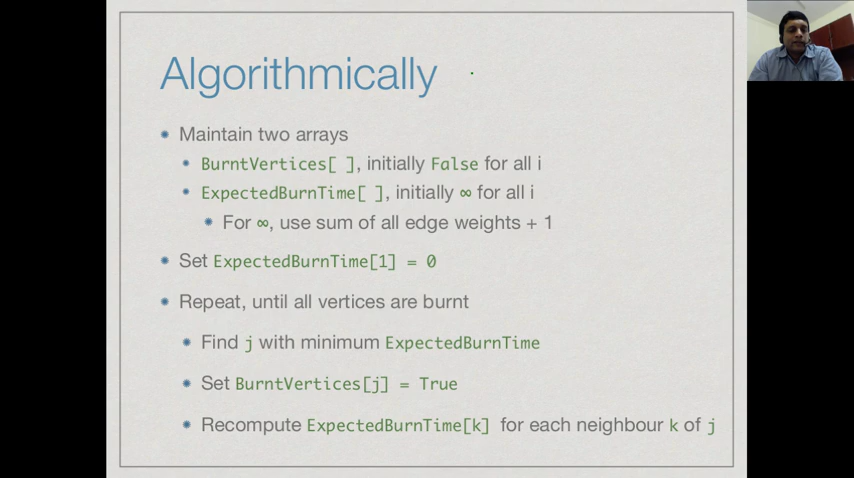 Algorithmically
Maintain two arrays
BurntVertices[ ], initially False for all i
ExpectedBurnTime[ ], initially ∞ for all i
For ∞, use sum of all edge weights + 1
Set ExpectedBurnTime[1] = 0
Repeat, until all vertices are burnt
Find j with minimum ExpectedBurnTime
Set BurntVertices[j] = True
Recompute ExpectedBurnTime[k] for each neighbour k of j